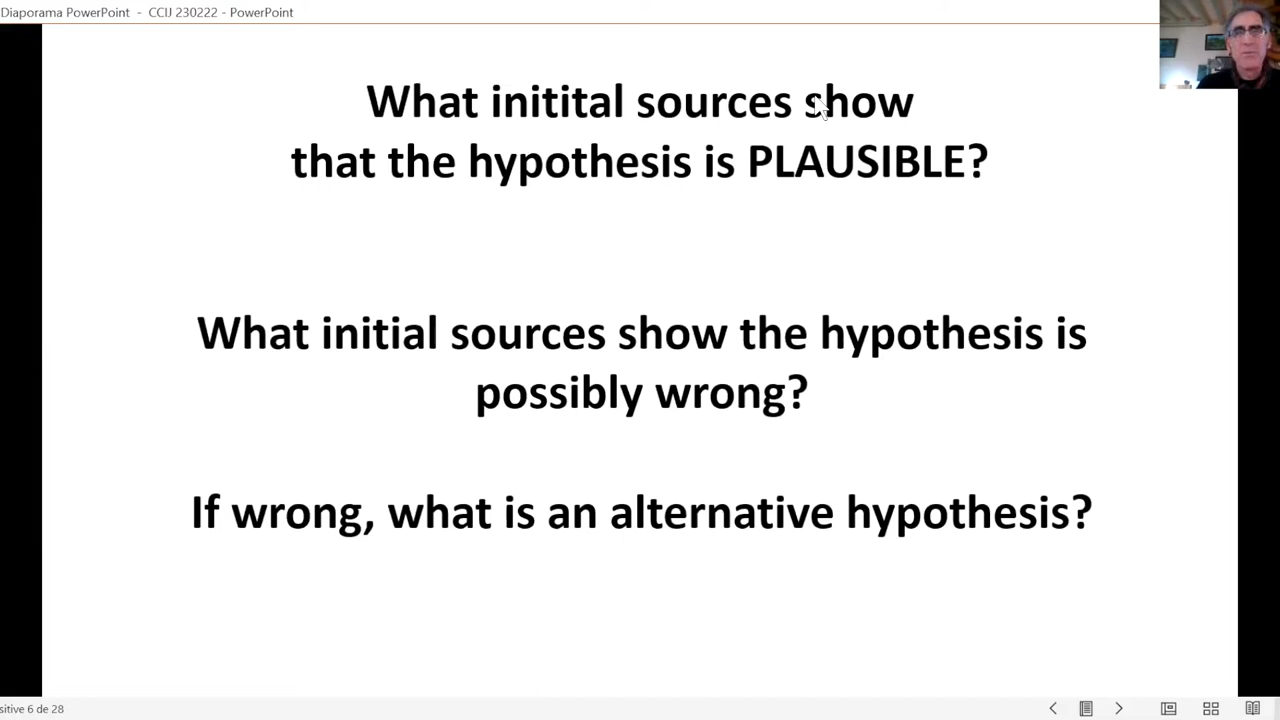 Diaporama PowerPoint - CCIJ 230222 - PowerPoint
What initital sources show
that the hypothesis is PLAUSIBLE?
What initial sources show the hypothesis is
possibly wrong?
If wrong, what is an alternative hypothesis?
sitive 6 de 28